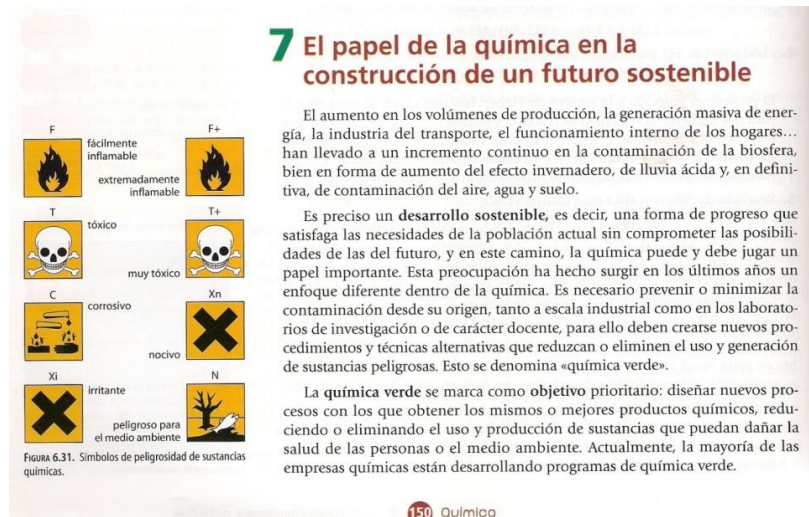 7 El papel de la química en la
construcción de un futuro sostenible
El aumento en los volúmenes de producción, la generación masiva de ener-
gía, la industria del transporte, el funcionamiento interno de los hogares...
han llevado a un incremento continuo en la contaminación de la biosfera,
bien en forma de aumento del efecto invernadero, de lluvia ácida y, en defini-
tiva, de contaminación del aire, agua y suelo.
Es preciso un desarrollo sostenible, es decir, una forma de progreso que
satisfaga las necesidades de la población actual sin comprometer las posibili-
dades de las del futuro, y en este camino, la química puede y debe jugar un
papel importante. Esta preocupación ha hecho surgir en los últimos años un
enfoque diferente dentro de la química. Es necesario prevenir o minimizar la
contaminación desde su origen, tanto a escala industrial como en los laborato-
rios de investigación o de carácter docente, para ello deben crearse nuevos pro-
cedimientos y técnicas alternativas que reduzcan o eliminen el uso y generación
de sustancias peligrosas. Esto se denomina «química verde».
La química verde se marca como objetivo prioritario: diseñar nuevos pro-
cesos con los que obtener los mismos o mejores productos químicos, redu-
ciendo o eliminando el uso y producción de sustancias que puedan dañar la
salud de las personas o el medio ambiente. Actualmente, la mayoría de las
empresas químicas están desarrollando programas de química verde.
F
fácilmente
inflamable
F+
extremadamente
inflamable
T
tóxico
T+
muy tóxico
C
corrosivo
Xn
nocivo
Xi
irritante
N
peligroso para
el medio ambiente
FIGURA 6.31. Símbolos de peligrosidad de sustancias
químicas.
150 Química